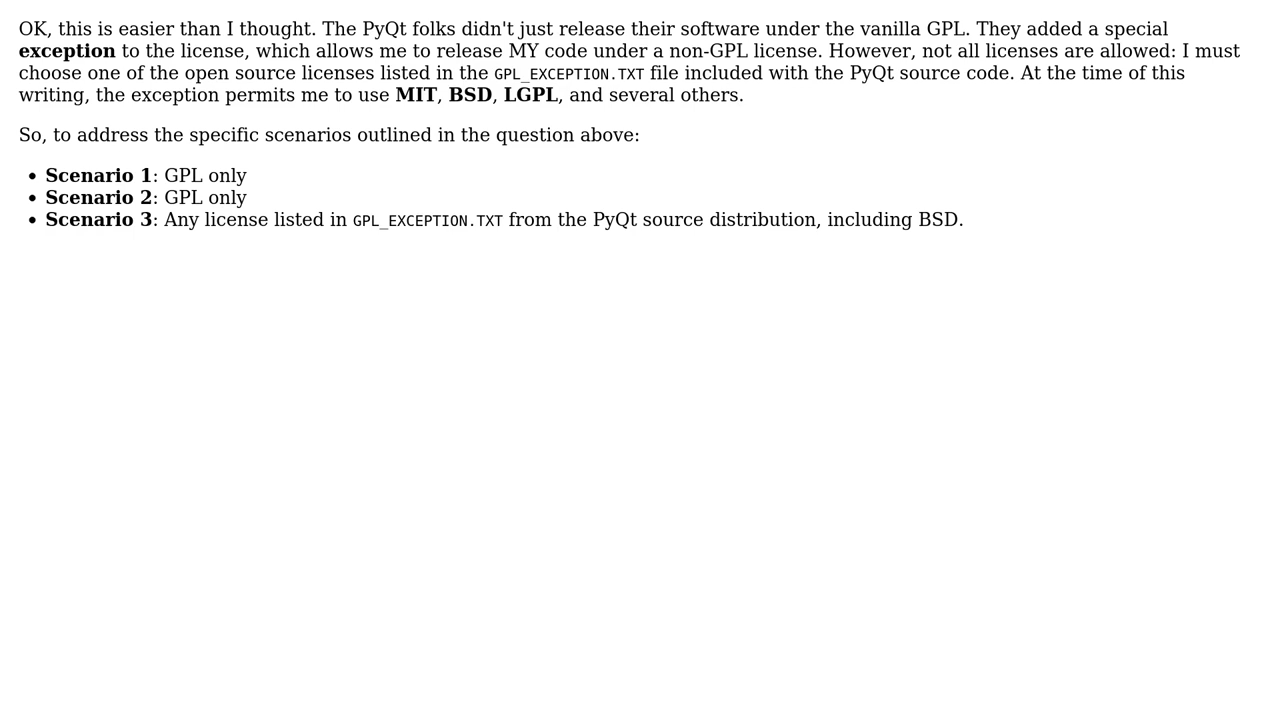 OK, this is easier than I thought. The PyQt folks didn't just release their software under the vanilla GPL. They added a special
exception to the license, which allows me to release MY code under a non-GPL license. However, not all licenses are allowed: I must
choose one of the open source licenses listed in the GPL_EXCEPTION.TXT file included with the PyQt source code. At the time of this
writing, the exception permits me to use MIT, BSD, LGPL, and several others.
So, to address the specific scenarios outlined in the question above:
• Scenario 1: GPL only
• Scenario 2: GPL only
• Scenario 3: Any license listed in GPL_EXCEPTION.TXT from the PyQt source distribution, including BSD.